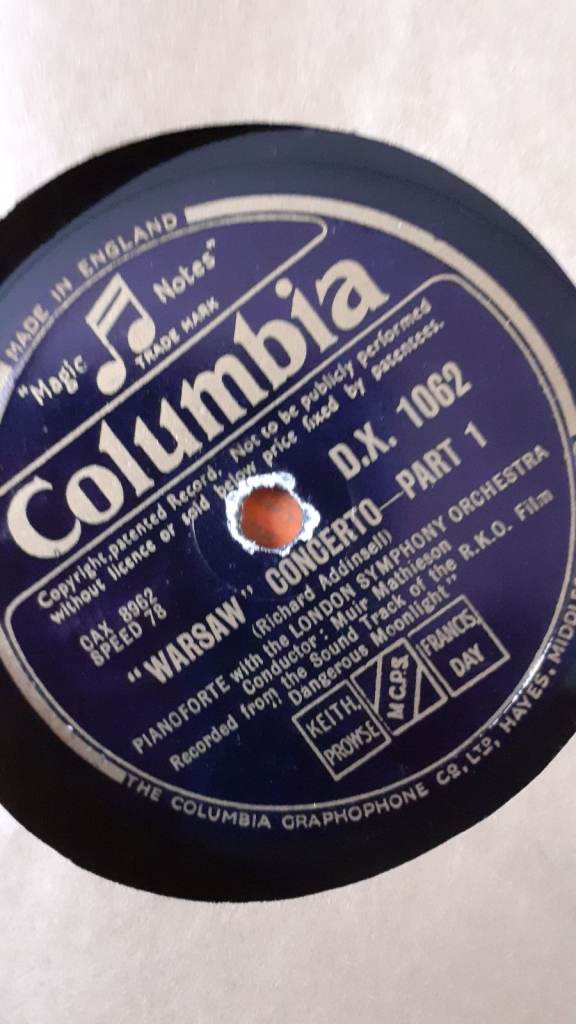 MADE IN ENGLAND
"Magic Notes"
TRADE MARK
Columbia
Copyright, patented Record. Not to be publicly performed
without licence or sold below price fixed by patentees.
D.X. 1062
CAX 8962
SPEED 78
"WARSAW" CONCERTO—PART 1
(Richard Addinsell)
PIANOFORTE with the LONDON SYMPHONY ORCHESTRA
Conductor: Muir Mathieson
Recorded from the Sound Track of the R.K.O. Film
"Dangerous Moonlight"
KEITH,
PROWSE
M.C.P.S.
FRANCIS,
DAY
THE COLUMBIA GRAPHOPHONE CO., LTD., HAYES, MIDD